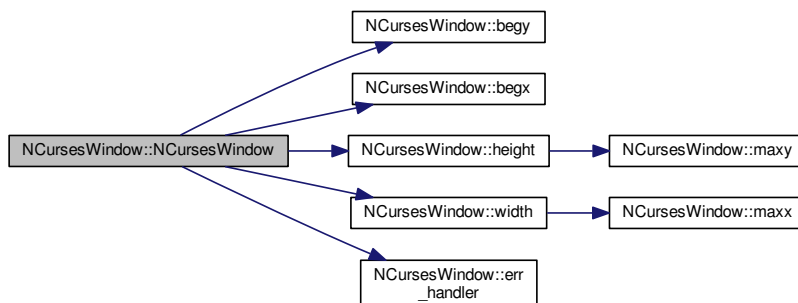 NCursesWindow::begy
NCursesWindow::begx
NCursesWindow::NCursesWindow
NCursesWindow::height
NCursesWindow::maxy
NCursesWindow::width
NCursesWindow::maxx
NCursesWindow::err
_handler